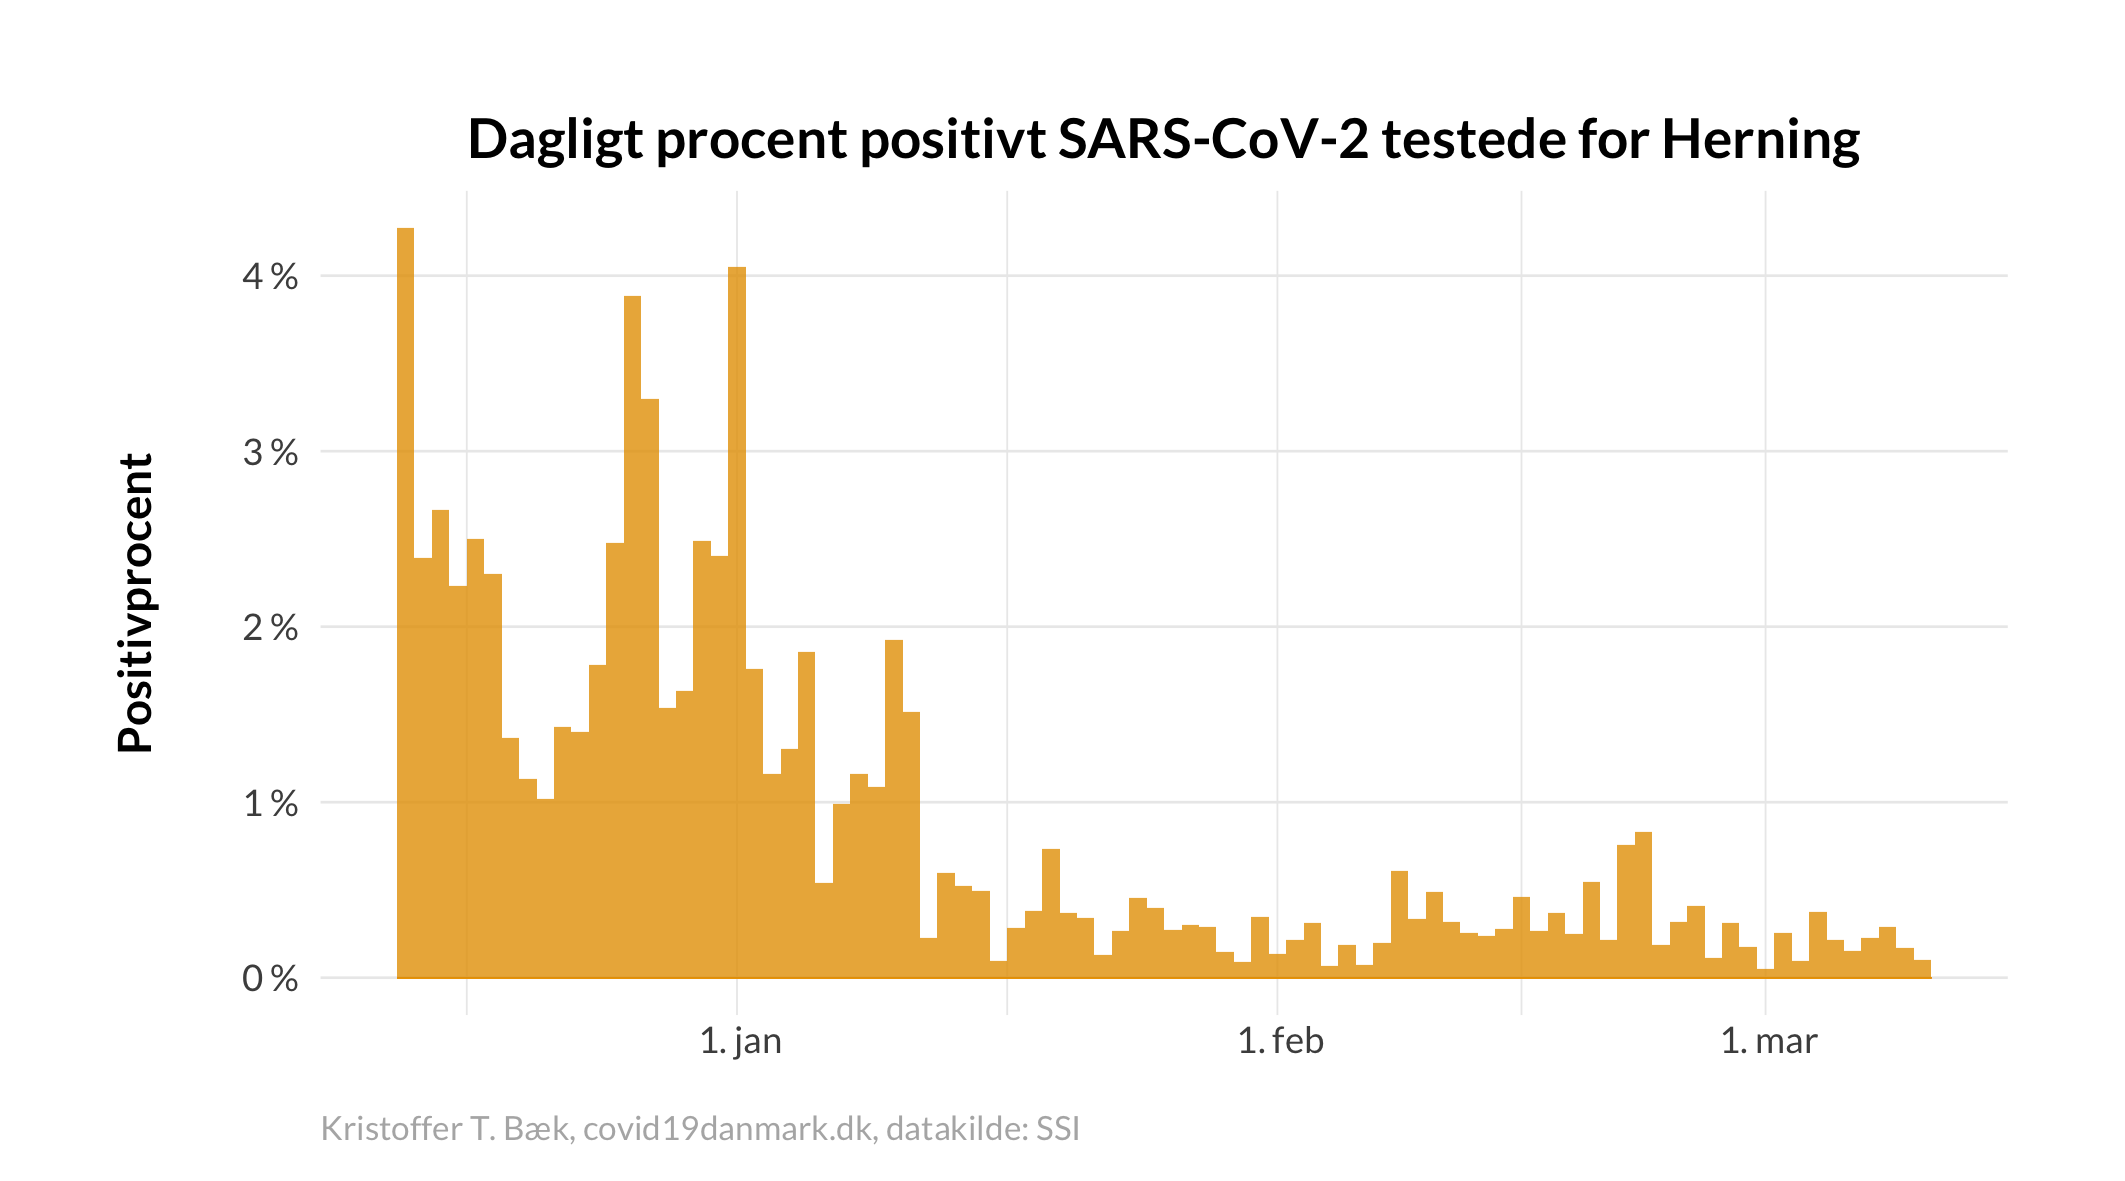 Dagligt procent positivt SARS-CoV-2 testede for Herning
Positivprocent
4 %
3 %
2 %
1 %
0 %
1. jan
1. feb
1. mar
Kristoffer T. Bæk, covid19danmark.dk, datakilde: SSI